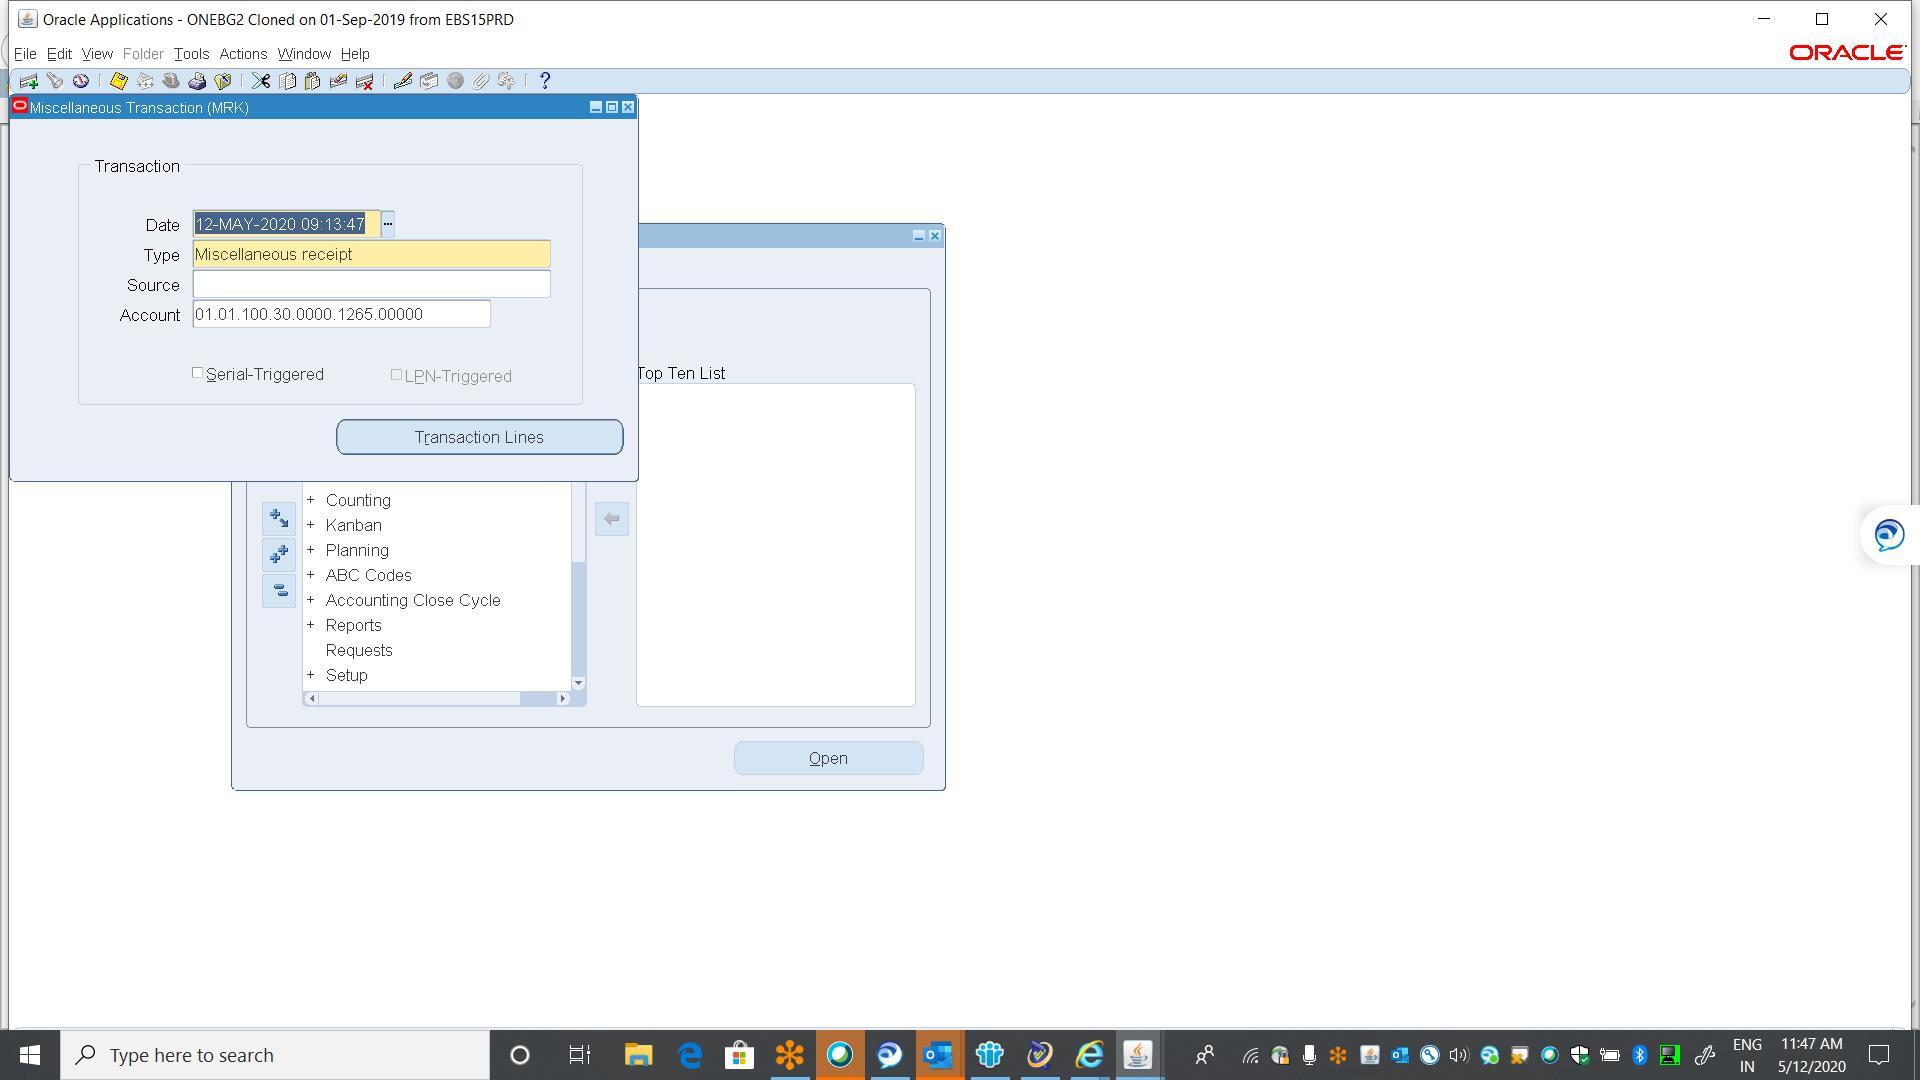 Oracle Applications - ONEBG2 Cloned on 01-Sep-2019 from EBS15PRD
File Edit View Folder Tools Actions Window Help
ORACLE
Miscellaneous Transaction (MRK)
Transaction
Date 12-MAY-2020 09:13:47
Type Miscellaneous receipt
Source
Account 01.01.100.30.0000.1265.00000
Serial-Triggered LPN-Triggered
Transaction Lines
Top Ten List
+ Counting
+ Kanban
+ Planning
+ ABC Codes
+ Accounting Close Cycle
+ Reports
Requests
+ Setup
Open
Type here to search
ENG
IN
11:47 AM
5/12/2020